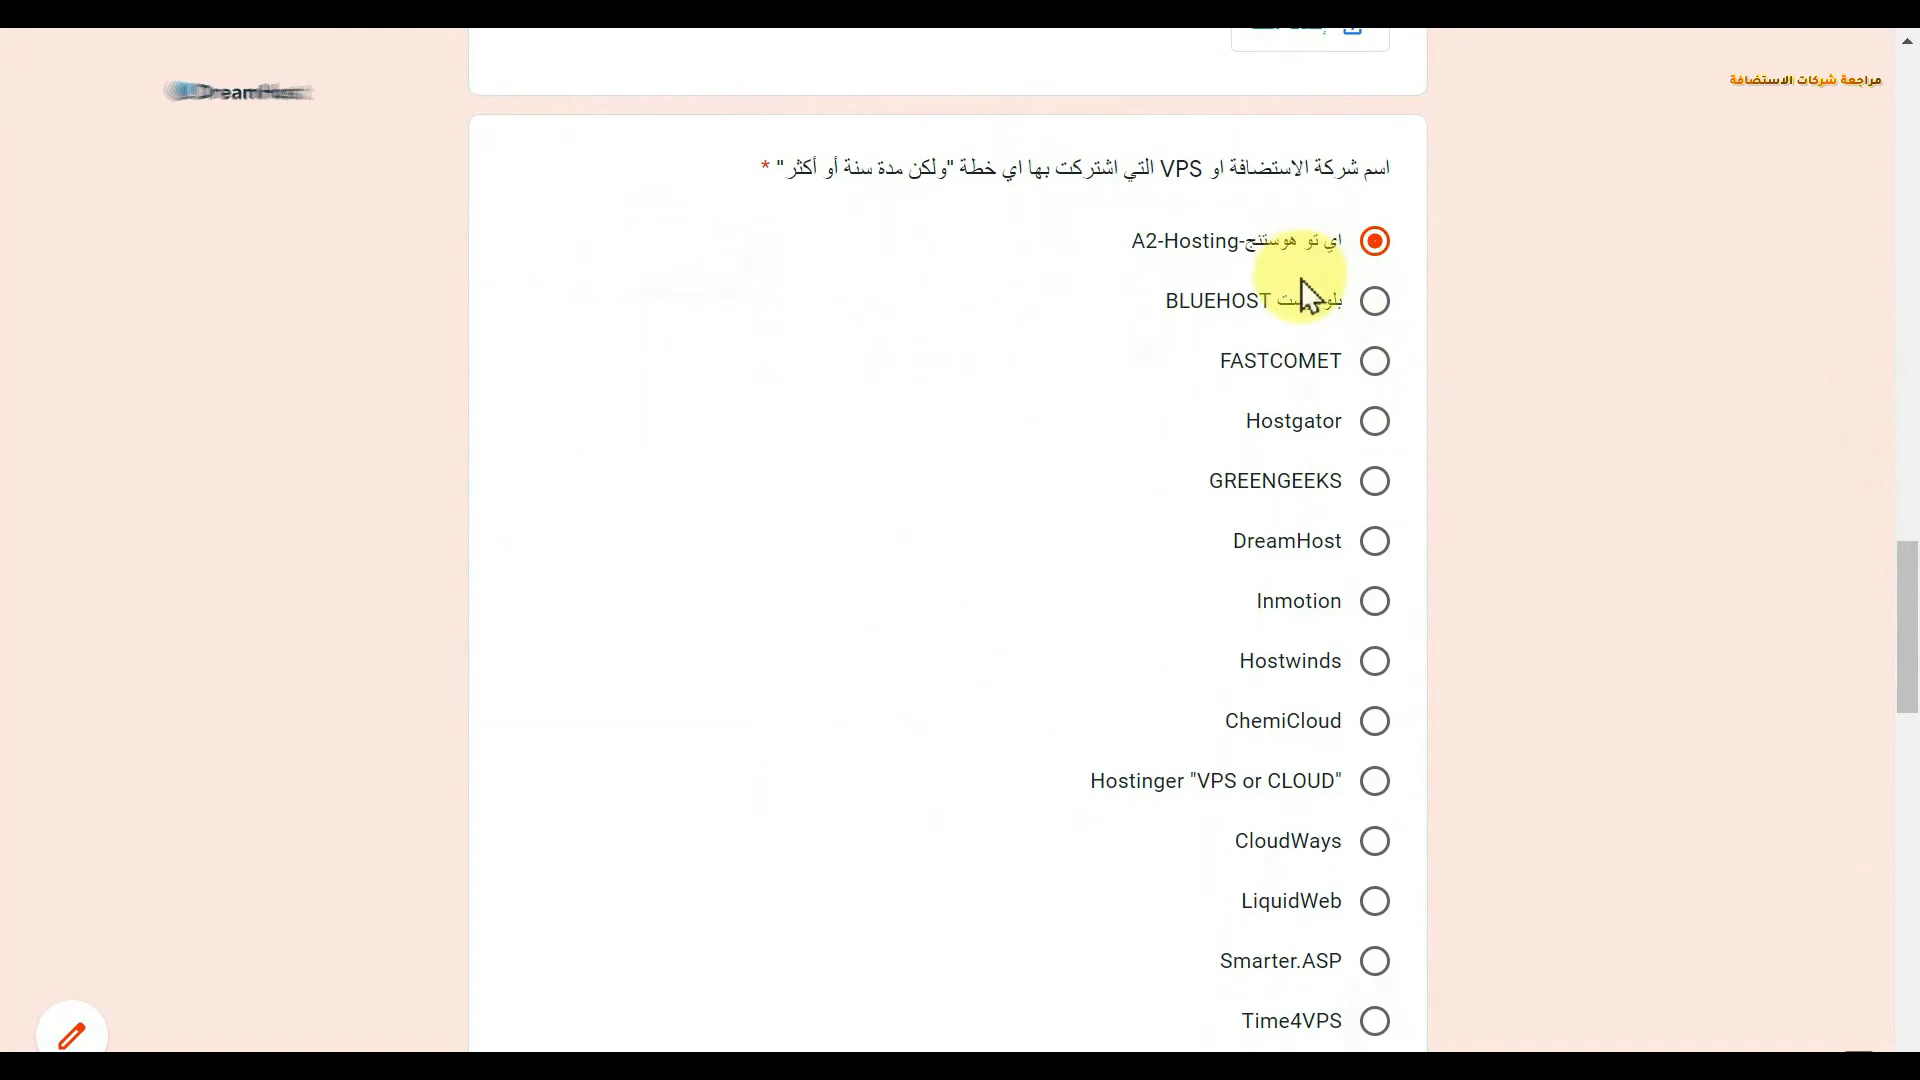 مراجعة شركات الاستضافة
اسم شركة الاستضافة او VPS التي اشتركت بها اي خطة "ولكن مدة سنة أو أكثر" *
اي تو هوستنج-A2-Hosting
BLUEHOST
FASTCOMET
Hostgator
GREENGEEKS
DreamHost
Inmotion
Hostwinds
ChemiCloud
Hostinger "VPS or CLOUD"
CloudWays
LiquidWeb
Smarter.ASP
Time4VPS